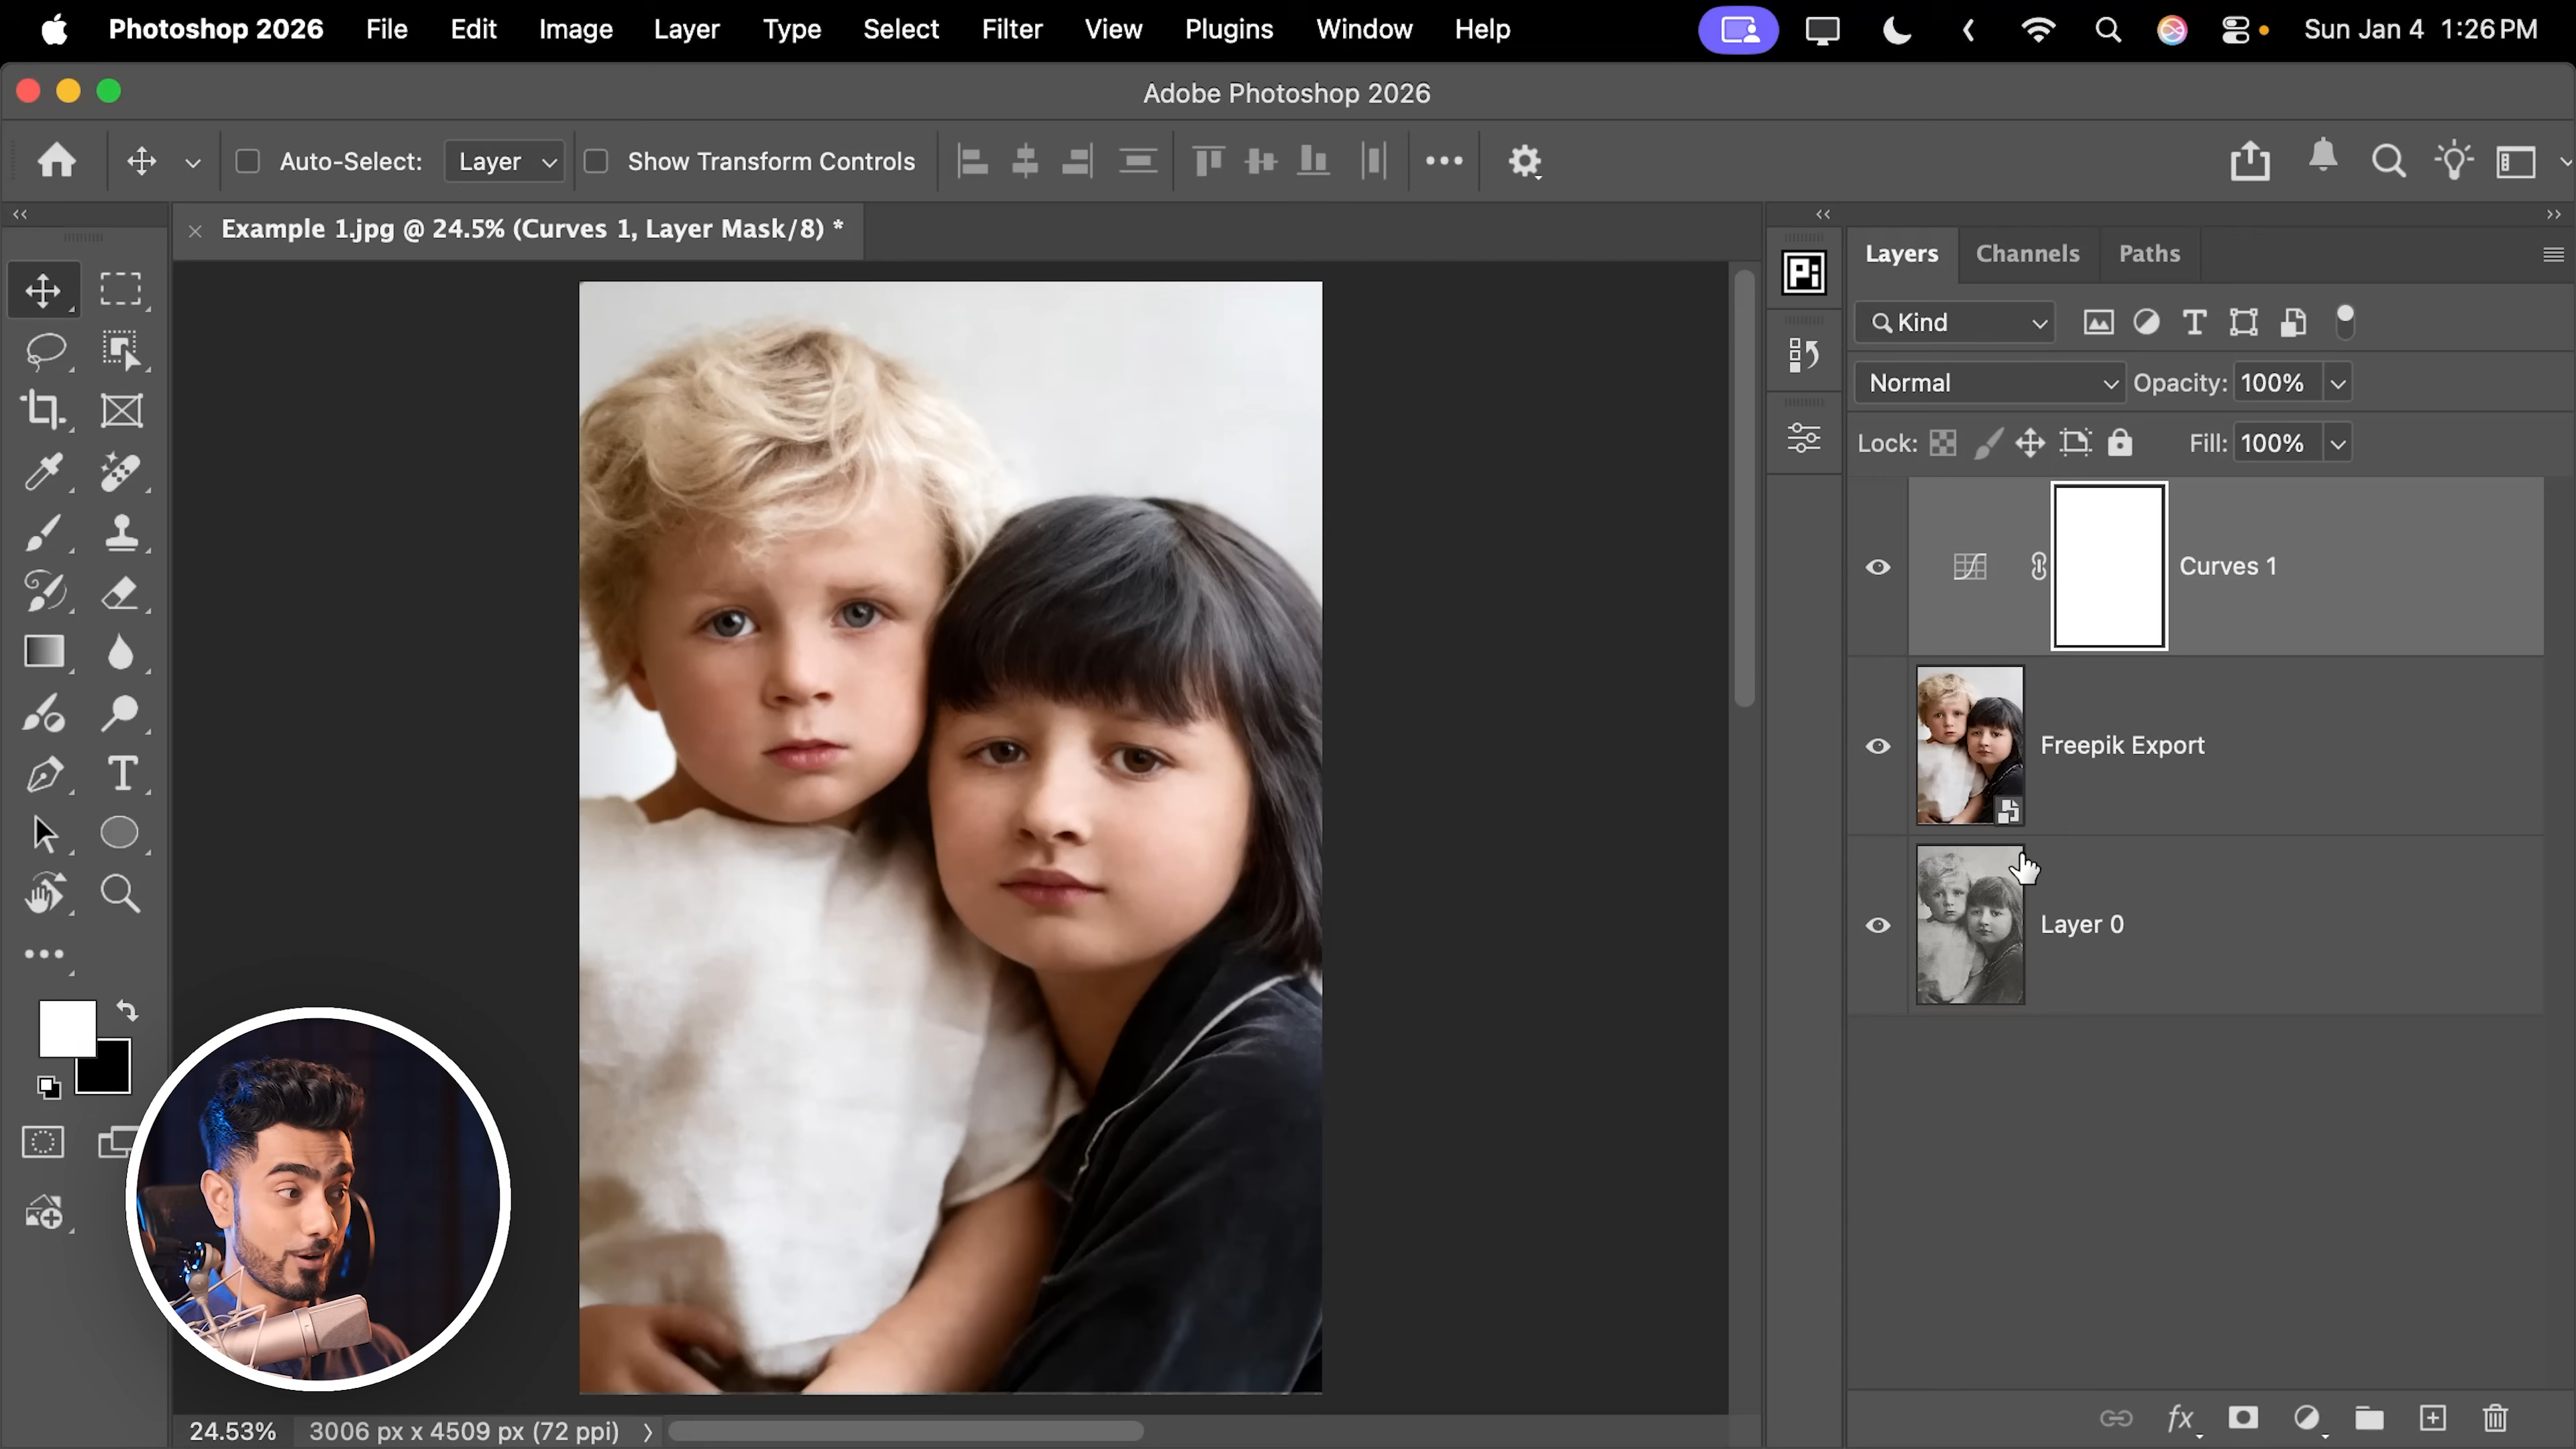 Photoshop 2026 File Edit Image Layer Type Select Filter View Plugins Window Help Sun Jan 4 1:26 PM
Adobe Photoshop 2026
Auto-Select: Layer Show Transform Controls
Example 1.jpg @ 24.5% (Curves 1, Layer Mask/8) *
Layers Channels Paths
Kind
Normal Opacity: 100%
Lock: Fill: 100%
Curves 1
Freepik Export
Layer 0
24.53% 3006 px x 4509 px (72 ppi)
Pi
fx